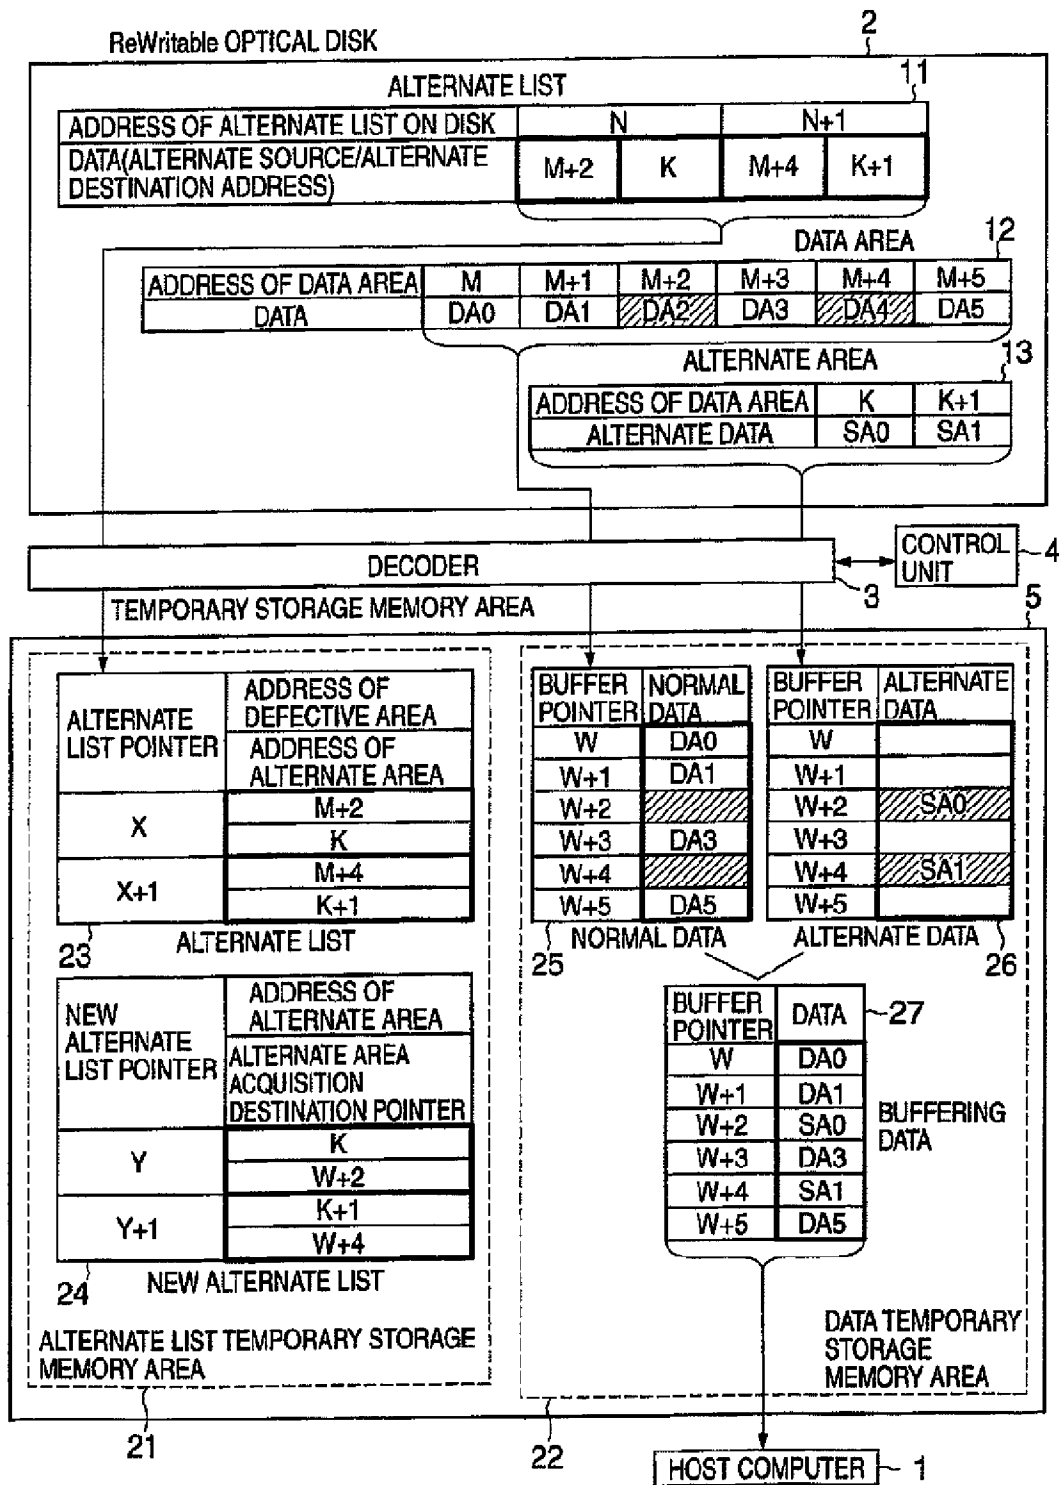 2
ReWritable OPTICAL DISK
11
ALTERNATE LIST
ADDRESS OF ALTERNATE LIST ON DISK N N+1
DATA(ALTERNATE SOURCE/ALTERNATE
DESTINATION ADDRESS) M+2 K M+4 K+1
DATA AREA 12
ADDRESS OF DATA AREA M M+1 M+2 M+3 M+4 M+5
DATA DA0 DA1 DA2 DA3 DA4 DA5
ALTERNATE AREA 13
ADDRESS OF DATA AREA K K+1
ALTERNATE DATA SA0 SA1
DECODER
3
CONTROL
UNIT
4
TEMPORARY STORAGE MEMORY AREA
5
ALTERNATE
LIST POINTER
ADDRESS OF
DEFECTIVE AREA
ADDRESS OF
ALTERNATE AREA
X
M+2
K
X+1
M+4
K+1
23
ALTERNATE LIST
NEW
ALTERNATE
LIST POINTER
ADDRESS OF
ALTERNATE AREA
ALTERNATE AREA
ACQUISITION
DESTINATION POINTER
Y
K
W+2
Y+1
K+1
W+4
24
NEW ALTERNATE LIST
ALTERNATE LIST TEMPORARY STORAGE
MEMORY AREA
21
BUFFER
POINTER
NORMAL
DATA
W DA0
W+1 DA1
W+2
W+3 DA3
W+4
W+5 DA5
25
NORMAL DATA
BUFFER
POINTER
ALTERNATE
DATA
W
W+1
W+2 SA0
W+3
W+4 SA1
W+5
ALTERNATE DATA
26
BUFFER
POINTER
DATA
27
W DA0
W+1 DA1
W+2 SA0
W+3 DA3
W+4 SA1
W+5 DA5
BUFFERING
DATA
DATA TEMPORARY
STORAGE
MEMORY AREA
22
HOST COMPUTER
1